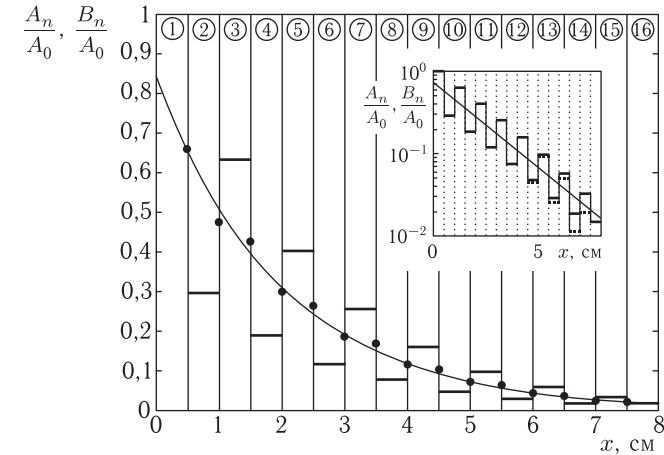 A_n/A_0, B_n/A_0
1
① ② ③ ④ ⑤ ⑥ ⑦ ⑧ ⑨ ⑩ ⑪ ⑫ ⑬ ⑭ ⑮ ⑯
0,9
0,8
0,7
0,6
0,5
0,4
0,3
0,2
0,1
0
0 1 2 3 4 5 6 7 8
x, см
A_n/A_0, B_n/A_0
10^0
10^{-1}
10^{-2}
0 5 x, см